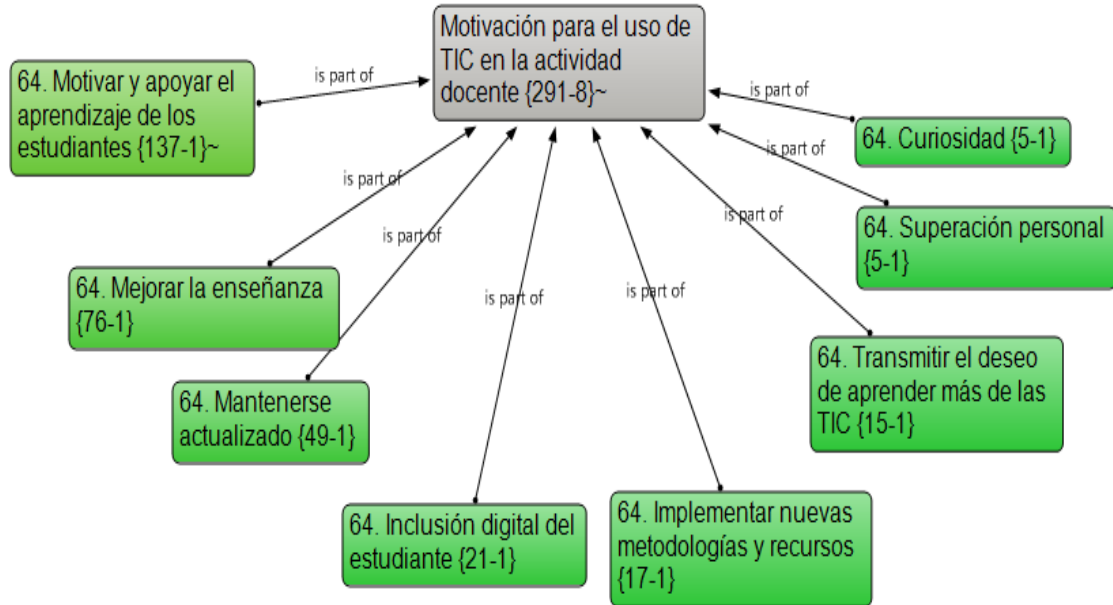 Motivación para el uso de
TIC en la actividad
docente {291-8}~
64. Motivar y apoyar el
aprendizaje de los
estudiantes {137-1}~
is part of
is part of
64. Curiosidad {5-1}
is part of
64. Superación personal
{5-1}
is part of
64. Mejorar la enseñanza
{76-1}
is part of
64. Mantenerse
actualizado {49-1}
is part of
64. Inclusión digital del
estudiante {21-1}
is part of
64. Implementar nuevas
metodologías y recursos
{17-1}
is part of
64. Transmitir el deseo
de aprender más de las
TIC {15-1}